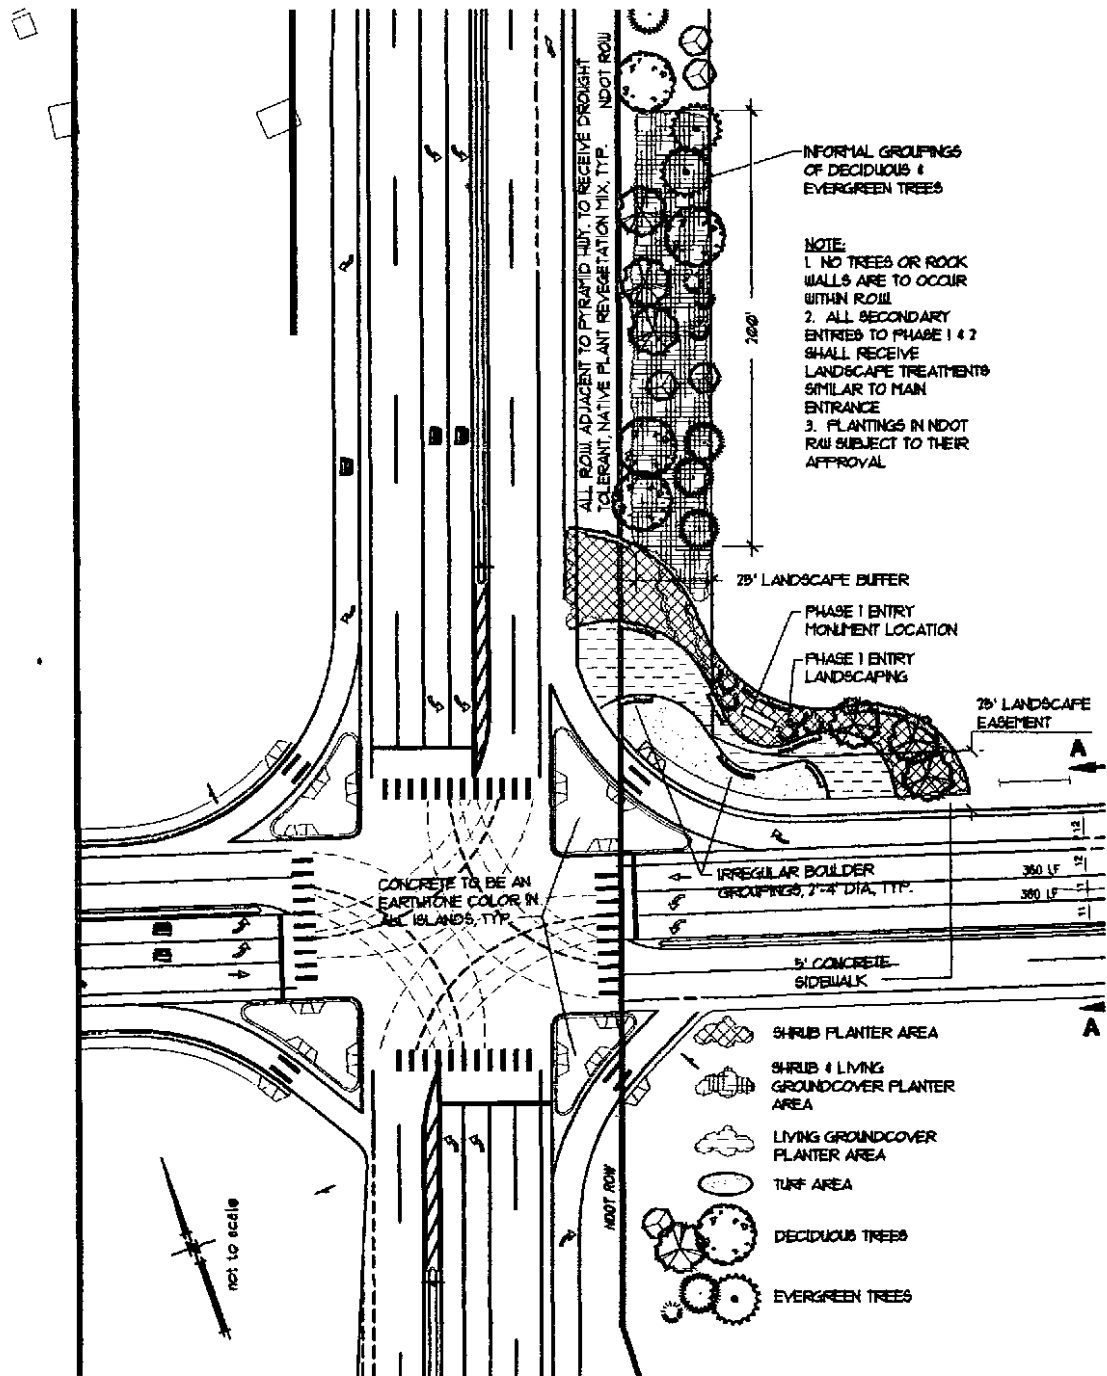 ALL R.O.W. ADJACENT TO PYRAMID HWY. TO RECEIVE DROUGHT
TOLERANT, NATIVE PLANT REVEGETATION MIX, TYP.
NDOT ROW
INFORMAL GROUPINGS
OF DECIDUOUS &
EVERGREEN TREES
NOTE:
1. NO TREES OR ROCK
WALLS ARE TO OCCUR
WITHIN R.O.W.
2. ALL SECONDARY
ENTRIES TO PHASE 1 & 2
SHALL RECEIVE
LANDSCAPE TREATMENTS
SIMILAR TO MAIN
ENTRANCE
3. PLANTINGS IN NDOT
R/W SUBJECT TO THEIR
APPROVAL
200'
25' LANDSCAPE BUFFER
PHASE 1 ENTRY
MONUMENT LOCATION
PHASE 1 ENTRY
LANDSCAPING
25' LANDSCAPE
EASEMENT
A
12
12
11
11
360 LF
360 LF
IRREGULAR BOULDER
GROUPINGS, 2'-4' DIA., TYP.
CONCRETE TO BE AN
EARTHTONE COLOR IN
ALL ISLANDS, TYP.
5' CONCRETE
SIDEWALK
A
SHRUB PLANTER AREA
SHRUB & LIVING
GROUNDCOVER PLANTER
AREA
LIVING GROUNDCOVER
PLANTER AREA
TURF AREA
DECIDUOUS TREES
EVERGREEN TREES
NDOT ROW
not to scale